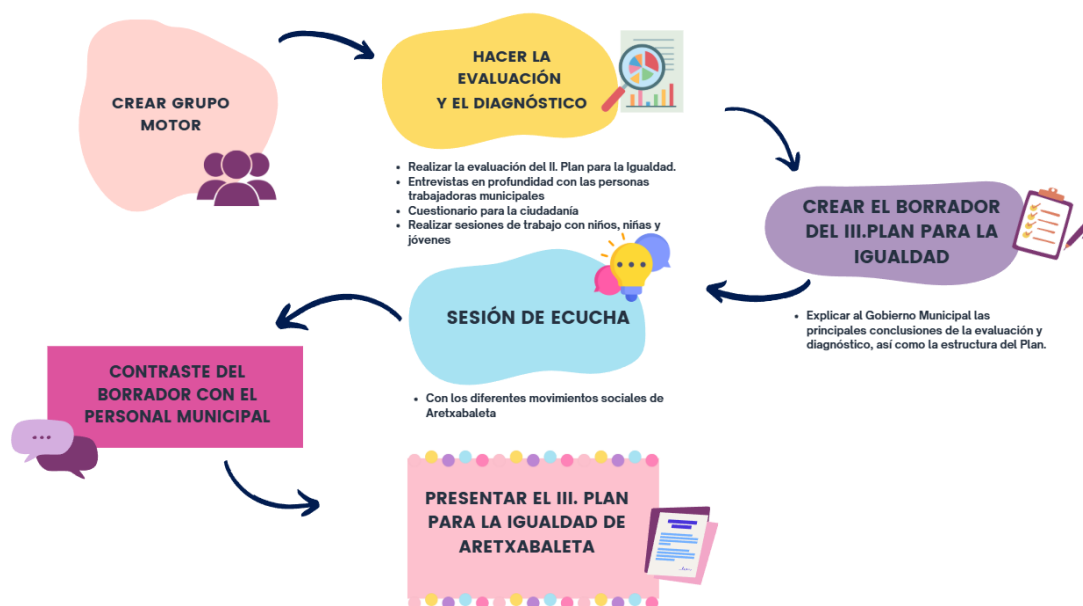 CREAR GRUPO
MOTOR
HACER LA
EVALUACIÓN
Y EL DIAGNÓSTICO
• Realizar la evaluación del II. Plan para la Igualdad.
• Entrevistas en profundidad con las personas
trabajadoras municipales
• Cuestionario para la ciudadanía
• Realizar sesiones de trabajo con niños, niñas y
jóvenes
CREAR EL BORRADOR
DEL III.PLAN PARA LA
IGUALDAD
• Explicar al Gobierno Municipal las
principales conclusiones de la evaluación y
diagnóstico, así como la estructura del Plan.
SESIÓN DE ECUCHA
• Con los diferentes movimientos sociales de
Aretxabaleta
CONTRASTE DEL
BORRADOR CON EL
PERSONAL MUNICIPAL
PRESENTAR EL III. PLAN
PARA LA IGUALDAD DE
ARETXABALETA